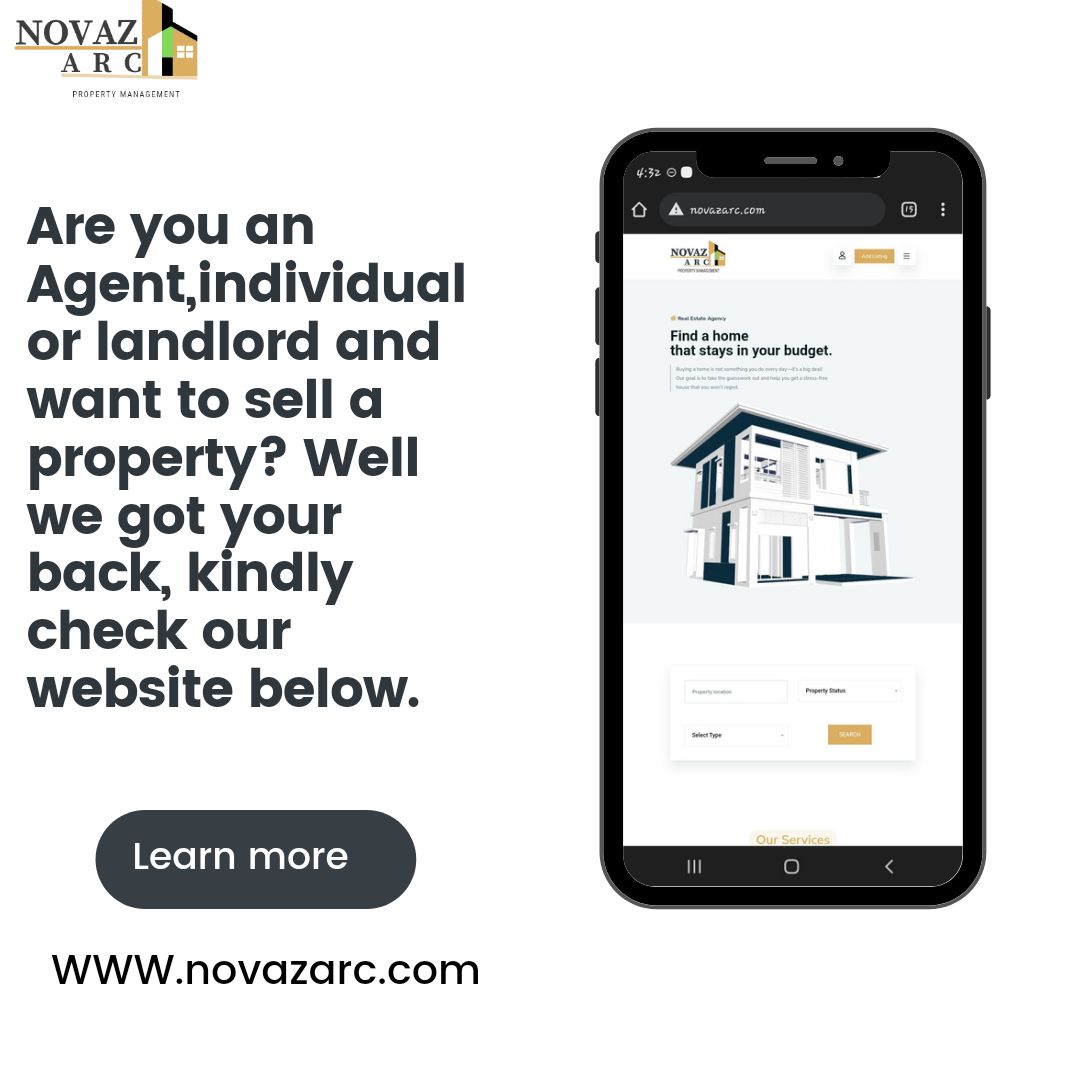 NOVAZ
ARC
PROPERTY MANAGEMENT
Are you an
Agent,individual
or landlord and
want to sell a
property? Well
we got your
back, kindly
check our
website below.
Learn more
WWW.novazarc.com
4:32
novazarc.com
15
NOVAZ
ARC
PROPERTY MANAGEMENT
Add Listing
Real Estate Agency
Find a home
that stays in your budget.
Buying a home is not something you do every day—it's a big deal!
Our goal is to take the guesswork out and help you get a stress-free
house that you won't regret.
Property location
Property Status
Select Type
SEARCH
Our Services